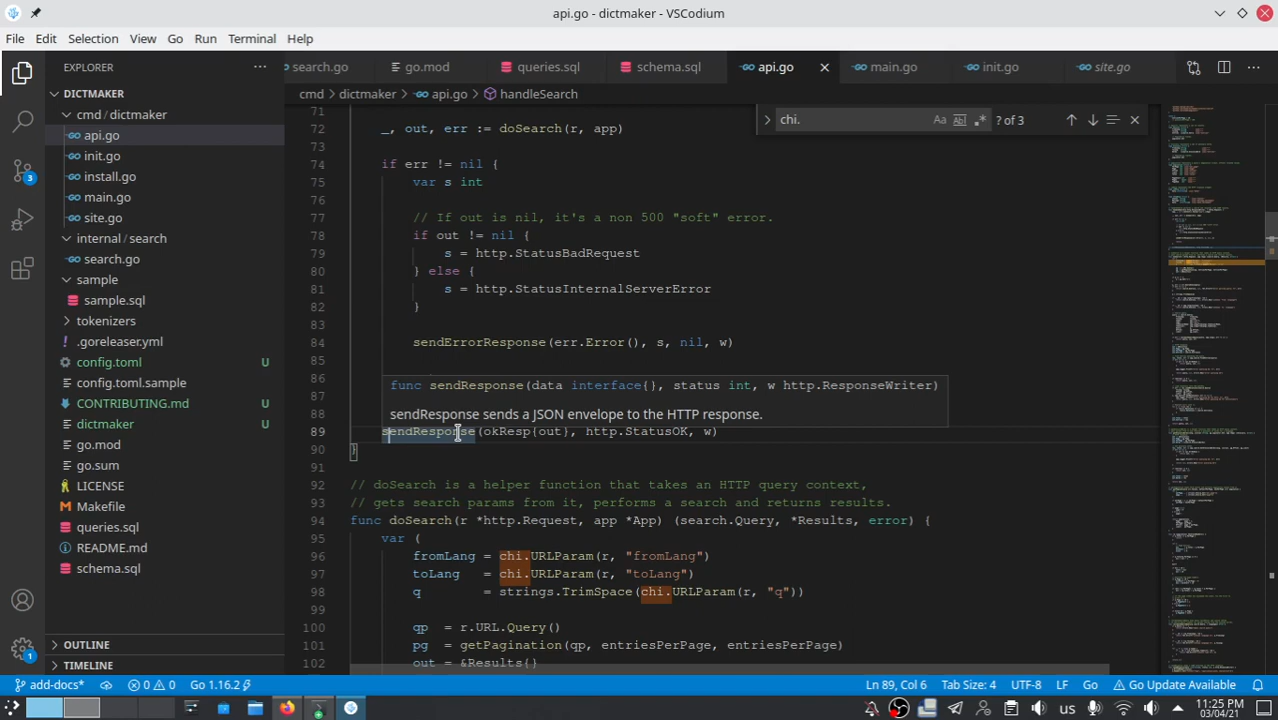 api.go - dictmaker - VSCodium
File Edit Selection View Go Run Terminal Help
EXPLORER
search.go go.mod queries.sql schema.sql api.go main.go init.go site.go
cmd dictmaker api.go handleSearch
DICTMAKER
cmd / dictmaker
api.go
init.go
install.go
main.go
site.go
internal / search
search.go
sample
sample.sql
tokenizers
.goreleaser.yml
config.toml U
config.toml.sample
CONTRIBUTING.md U
dictmaker U
go.mod
go.sum
LICENSE
Makefile
queries.sql
README.md
schema.sql
OUTLINE
TIMELINE
3
1
chi. Aa ? of 3
71
72 _, out, err := doSearch(r, app)
73
74 if err != nil {
75 var s int
76
77 // If out is nil, it's a non 500 "soft" error.
78 if out != nil {
79 s = http.StatusBadRequest
80 } else {
81 s = http.StatusInternalServerError
82 }
83
84 sendErrorResponse(err.Error(), s, nil, w)
85
86
func sendResponse(data interface{}, status int, w http.ResponseWriter)
87
88
sendResponse sends a JSON envelope to the HTTP response.
89 sendResponse(okResp{out}, http.StatusOK, w)
90 }
91
92 // doSearch is a helper function that takes an HTTP query context,
93 // gets search params from it, performs a search and returns results.
94 func doSearch(r *http.Request, app *App) (search.Query, *Results, error) {
95 var (
96 fromLang = chi.URLParam(r, "fromLang")
97 toLang = chi.URLParam(r, "toLang")
98 q = strings.TrimSpace(chi.URLParam(r, "q"))
99
100 qp = r.URL.Query()
101 pg = getPagination(qp, entriesPerPage, entriesPerPage)
102 out = &Results{}
add-docs* 0 0 Go 1.16.2 Ln 89, Col 6 Tab Size: 4 UTF-8 LF Go Go Update Available
us 11:25 PM
03/04/21